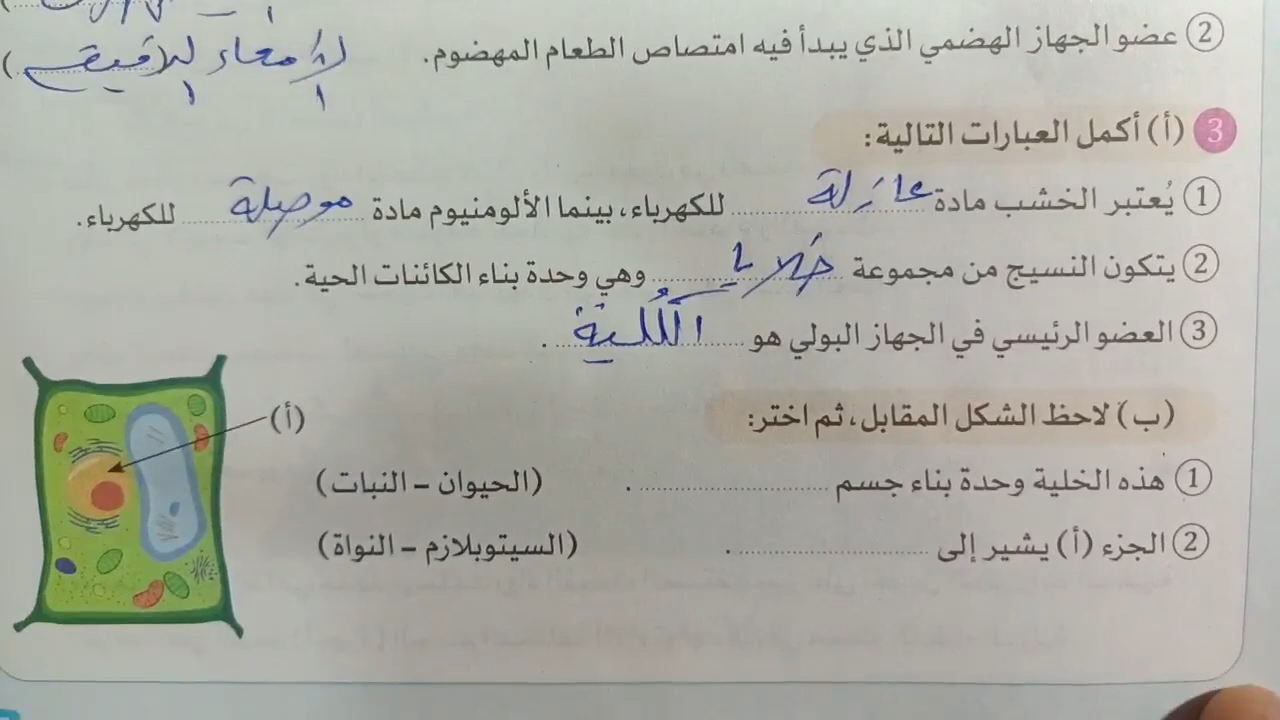 ② عضو الجهاز الهضمي الذي يبدأ فيه امتصاص الطعام المهضوم. (الأمعاء الدقيقة)
3 (أ) أكمل العبارات التالية:
① يُعتبر الخشب مادة عازلة للكهرباء، بينما الألومنيوم مادة موصلة للكهرباء.
② يتكون النسيج من مجموعة خلايا وهي وحدة بناء الكائنات الحية.
③ العضو الرئيسي في الجهاز البولي هو الكُلية.
(ب) لاحظ الشكل المقابل، ثم اختر:
(أ)
① هذه الخلية وحدة بناء جسم .................... . (الحيوان – النبات)
② الجزء (أ) يشير إلى .................... . (السيتوبلازم – النواة)